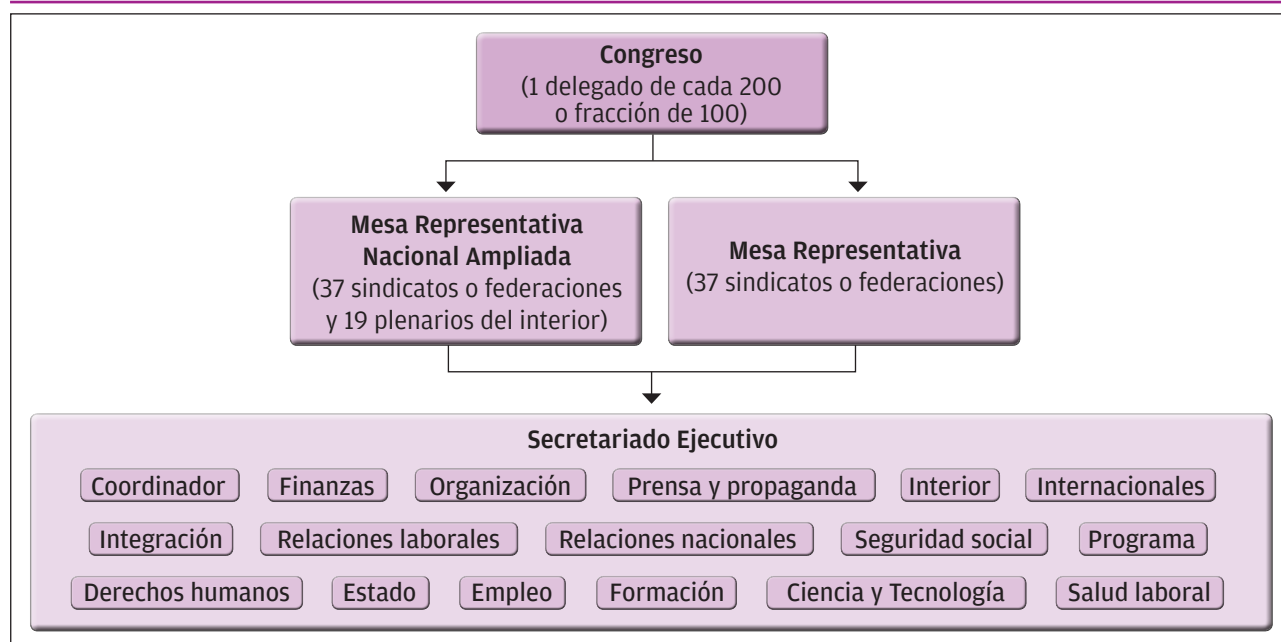 Congreso
(1 delegado de cada 200
o fracción de 100)
Mesa Representativa
Nacional Ampliada
(37 sindicatos o federaciones
y 19 plenarios del interior)
Mesa Representativa
(37 sindicatos o federaciones)
Secretariado Ejecutivo
Coordinador Finanzas Organización Prensa y propaganda Interior Internacionales
Integración Relaciones laborales Relaciones nacionales Seguridad social Programa
Derechos humanos Estado Empleo Formación Ciencia y Tecnología Salud laboral